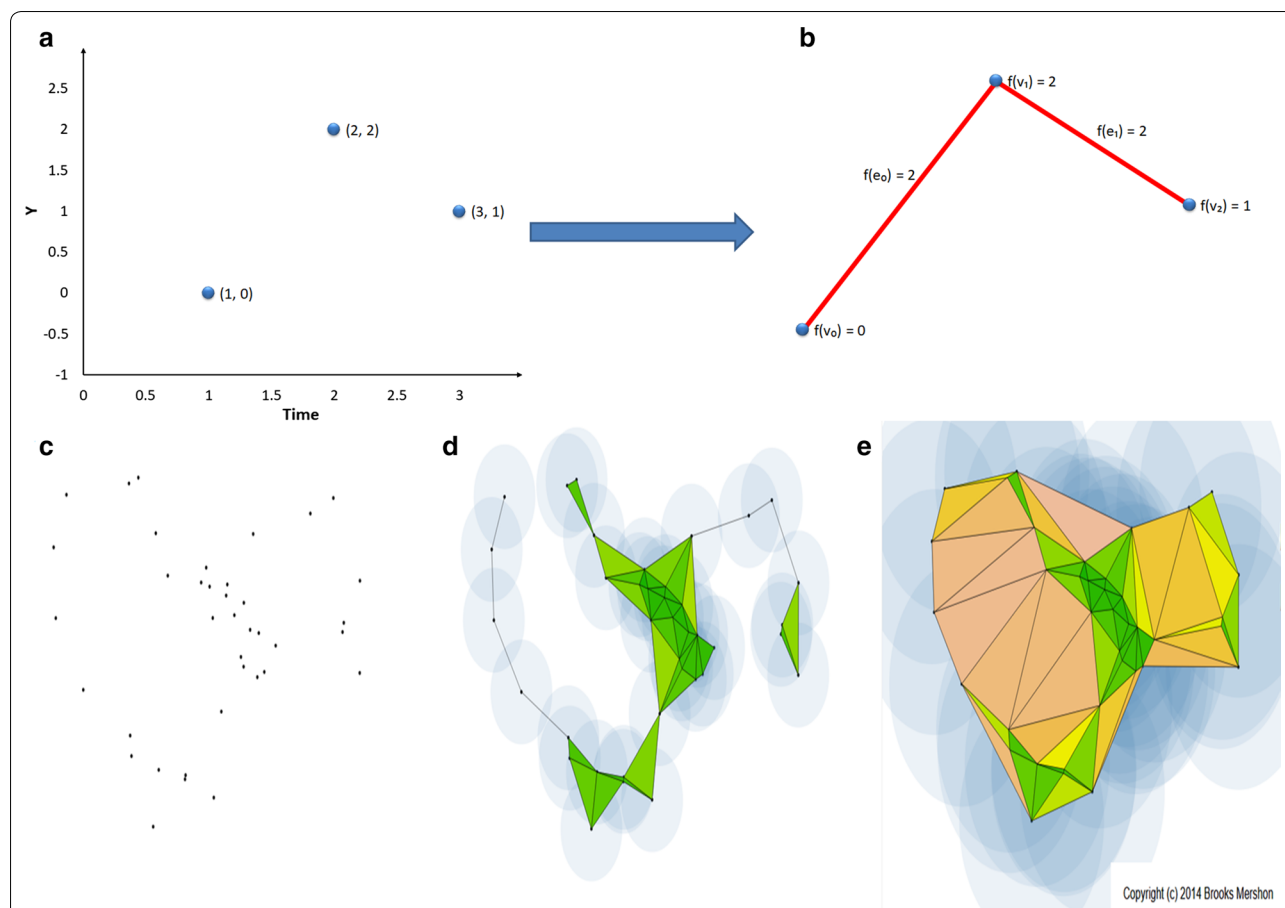 a
2.5
2
1.5
1
0.5
0
-0.5
-1
Y
(2, 2)
(3, 1)
(1, 0)
0 0.5 1 1.5 2 2.5 3
Time
b
f(v₁) = 2
f(e₁) = 2
f(e₀) = 2
f(v₂) = 1
f(v₀) = 0
c
d
e
Copyright (c) 2014 Brooks Mershon